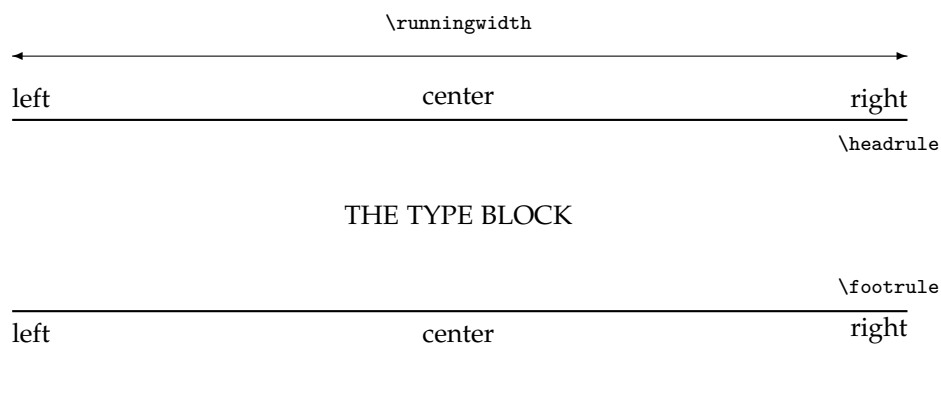 \runningwidth
left center right
\headrule
THE TYPE BLOCK
\footrule
left center right